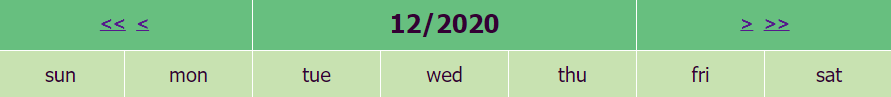 << < 12/2020 > >>
sun mon tue wed thu fri sat